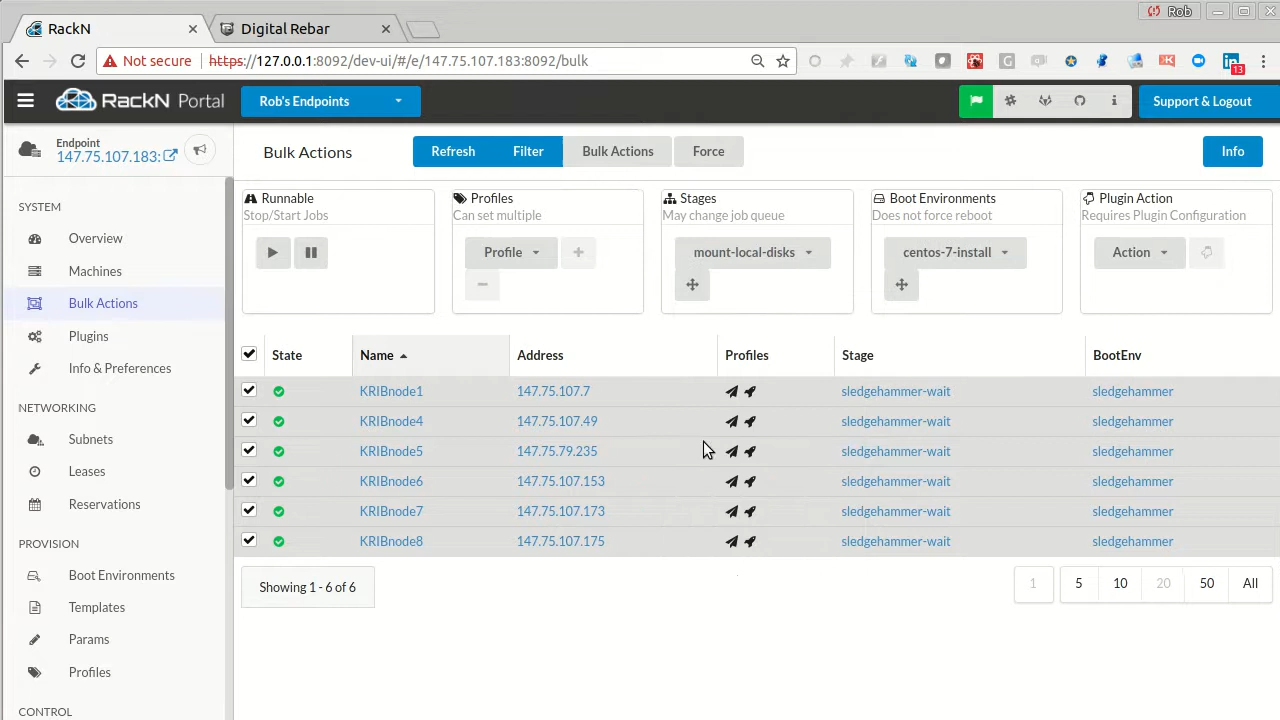 RackN
Digital Rebar
Rob
Not secure https://127.0.0.1:8092/dev-ui/#/e/147.75.107.183:8092/bulk
13
RackN Portal
Rob's Endpoints
Support & Logout
Endpoint
147.75.107.183:
Bulk Actions
Refresh
Filter
Bulk Actions
Force
Info
SYSTEM
Overview
Machines
Bulk Actions
Plugins
Info & Preferences
NETWORKING
Subnets
Leases
Reservations
PROVISION
Boot Environments
Templates
Params
Profiles
CONTROL
Runnable
Stop/Start Jobs
Profiles
Can set multiple
Profile
Stages
May change job queue
mount-local-disks
Boot Environments
Does not force reboot
centos-7-install
Plugin Action
Requires Plugin Configuration
Action
State Name Address Profiles Stage BootEnv
KRIBnode1 147.75.107.7 sledgehammer-wait sledgehammer
KRIBnode4 147.75.107.49 sledgehammer-wait sledgehammer
KRIBnode5 147.75.79.235 sledgehammer-wait sledgehammer
KRIBnode6 147.75.107.153 sledgehammer-wait sledgehammer
KRIBnode7 147.75.107.173 sledgehammer-wait sledgehammer
KRIBnode8 147.75.107.175 sledgehammer-wait sledgehammer
Showing 1 - 6 of 6
1 5 10 20 50 All